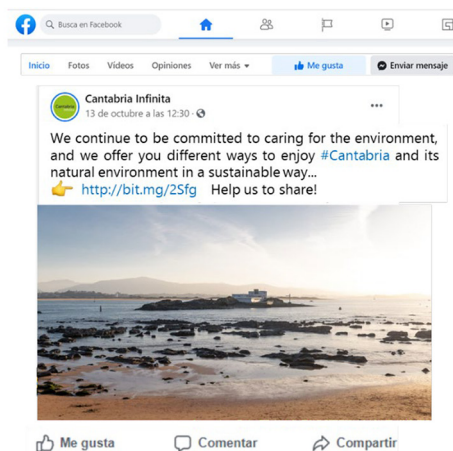 Busca en Facebook
Inicio Fotos Vídeos Opiniones Ver más Me gusta Enviar mensaje
Cantabria Infinita
13 de octubre a las 12:30 ·
We continue to be committed to caring for the environment,
and we offer you different ways to enjoy #Cantabria and its
natural environment in a sustainable way...
http://bit.mg/2Sfg Help us to share!
Me gusta Comentar Compartir